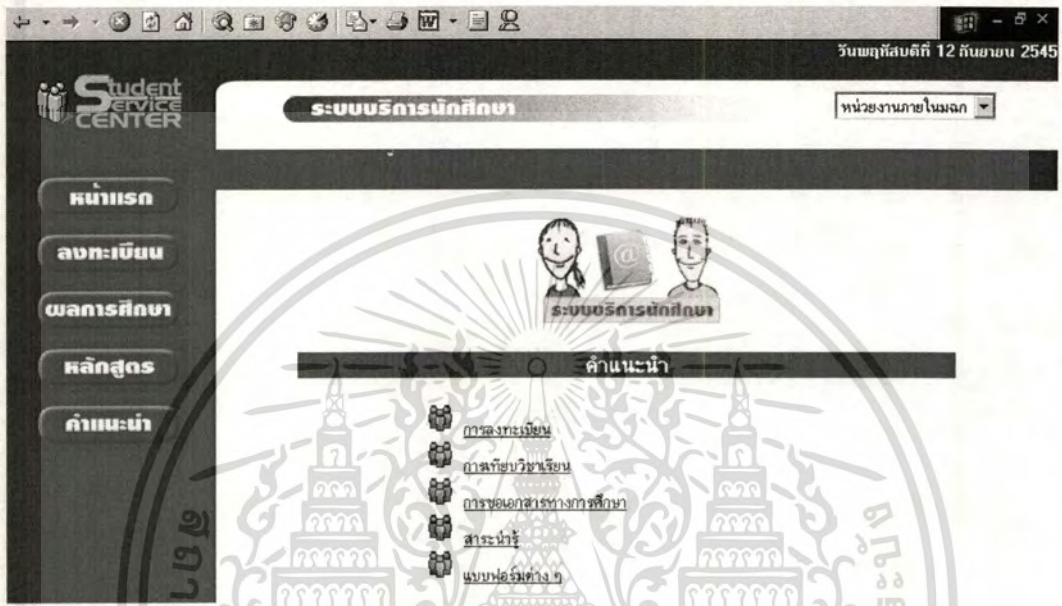 วันพฤหัสบดีที่ 12 กันยายน 2545
Student
SERVICE
CENTER
ระบบบริการนักศึกษา
หน่วยงานภายในมฉก
หน้าแรก
ลงทะเบียน
ผลการศึกษา
หลักสูตร
คำแนะนำ
@
ระบบบริการนักศึกษา
คำแนะนำ
การลงทะเบียน
การเทียบวิชาเรียน
การขอเอกสารทางการศึกษา
สาระน่ารู้
แบบฟอร์มต่าง ๆ